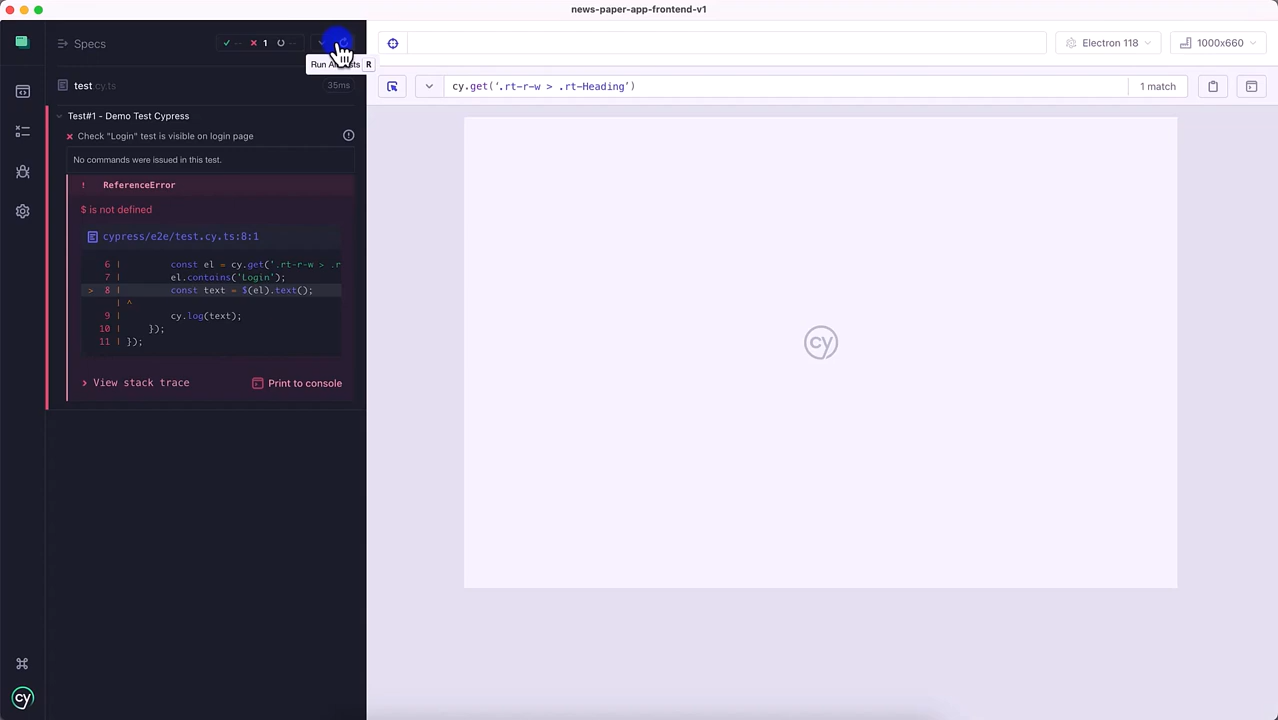 news-paper-app-frontend-v1
Specs
✓ -- ✕ 1 --
Electron 118
1000x660
Run All R
test cy.ts 35ms
cy.get('.rt-r-w > .rt-Heading')
1 match
Test#1 - Demo Test Cypress
Check "Login" test is visible on login page
No commands were issued in this test.
! ReferenceError
$ is not defined
cypress/e2e/test.cy.ts:8:1
6 | const el = cy.get('.rt-r-w > .r
7 | el.contains('Login');
> 8 | const text = $(el).text();
| ^
9 | cy.log(text);
10 | });
11 | });
> View stack trace
Print to console
cy
cy